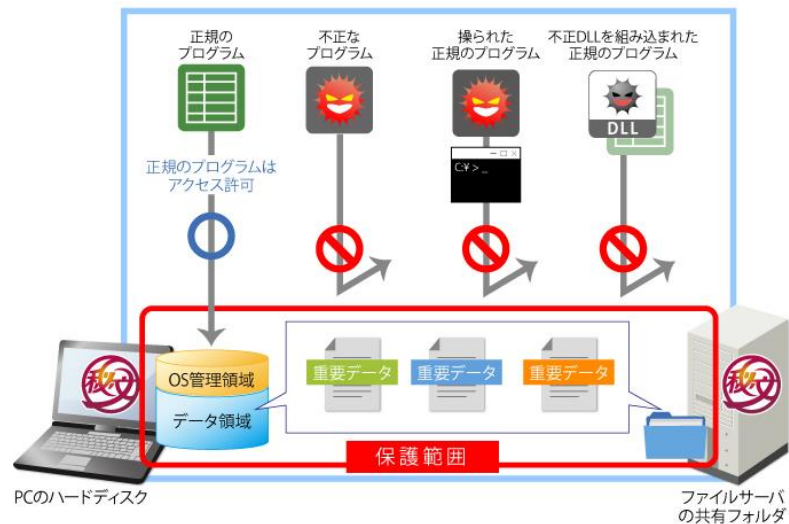 正規の
プログラム
不正な
プログラム
操られた
正規のプログラム
不正DLLを組み込まれた
正規のプログラム
DLL
C:¥ > _
正規のプログラムは
アクセス許可
OS管理領域
データ領域
重要データ
重要データ
重要データ
保護範囲
秘文
秘文
PCのハードディスク
ファイルサーバ
の共有フォルダ